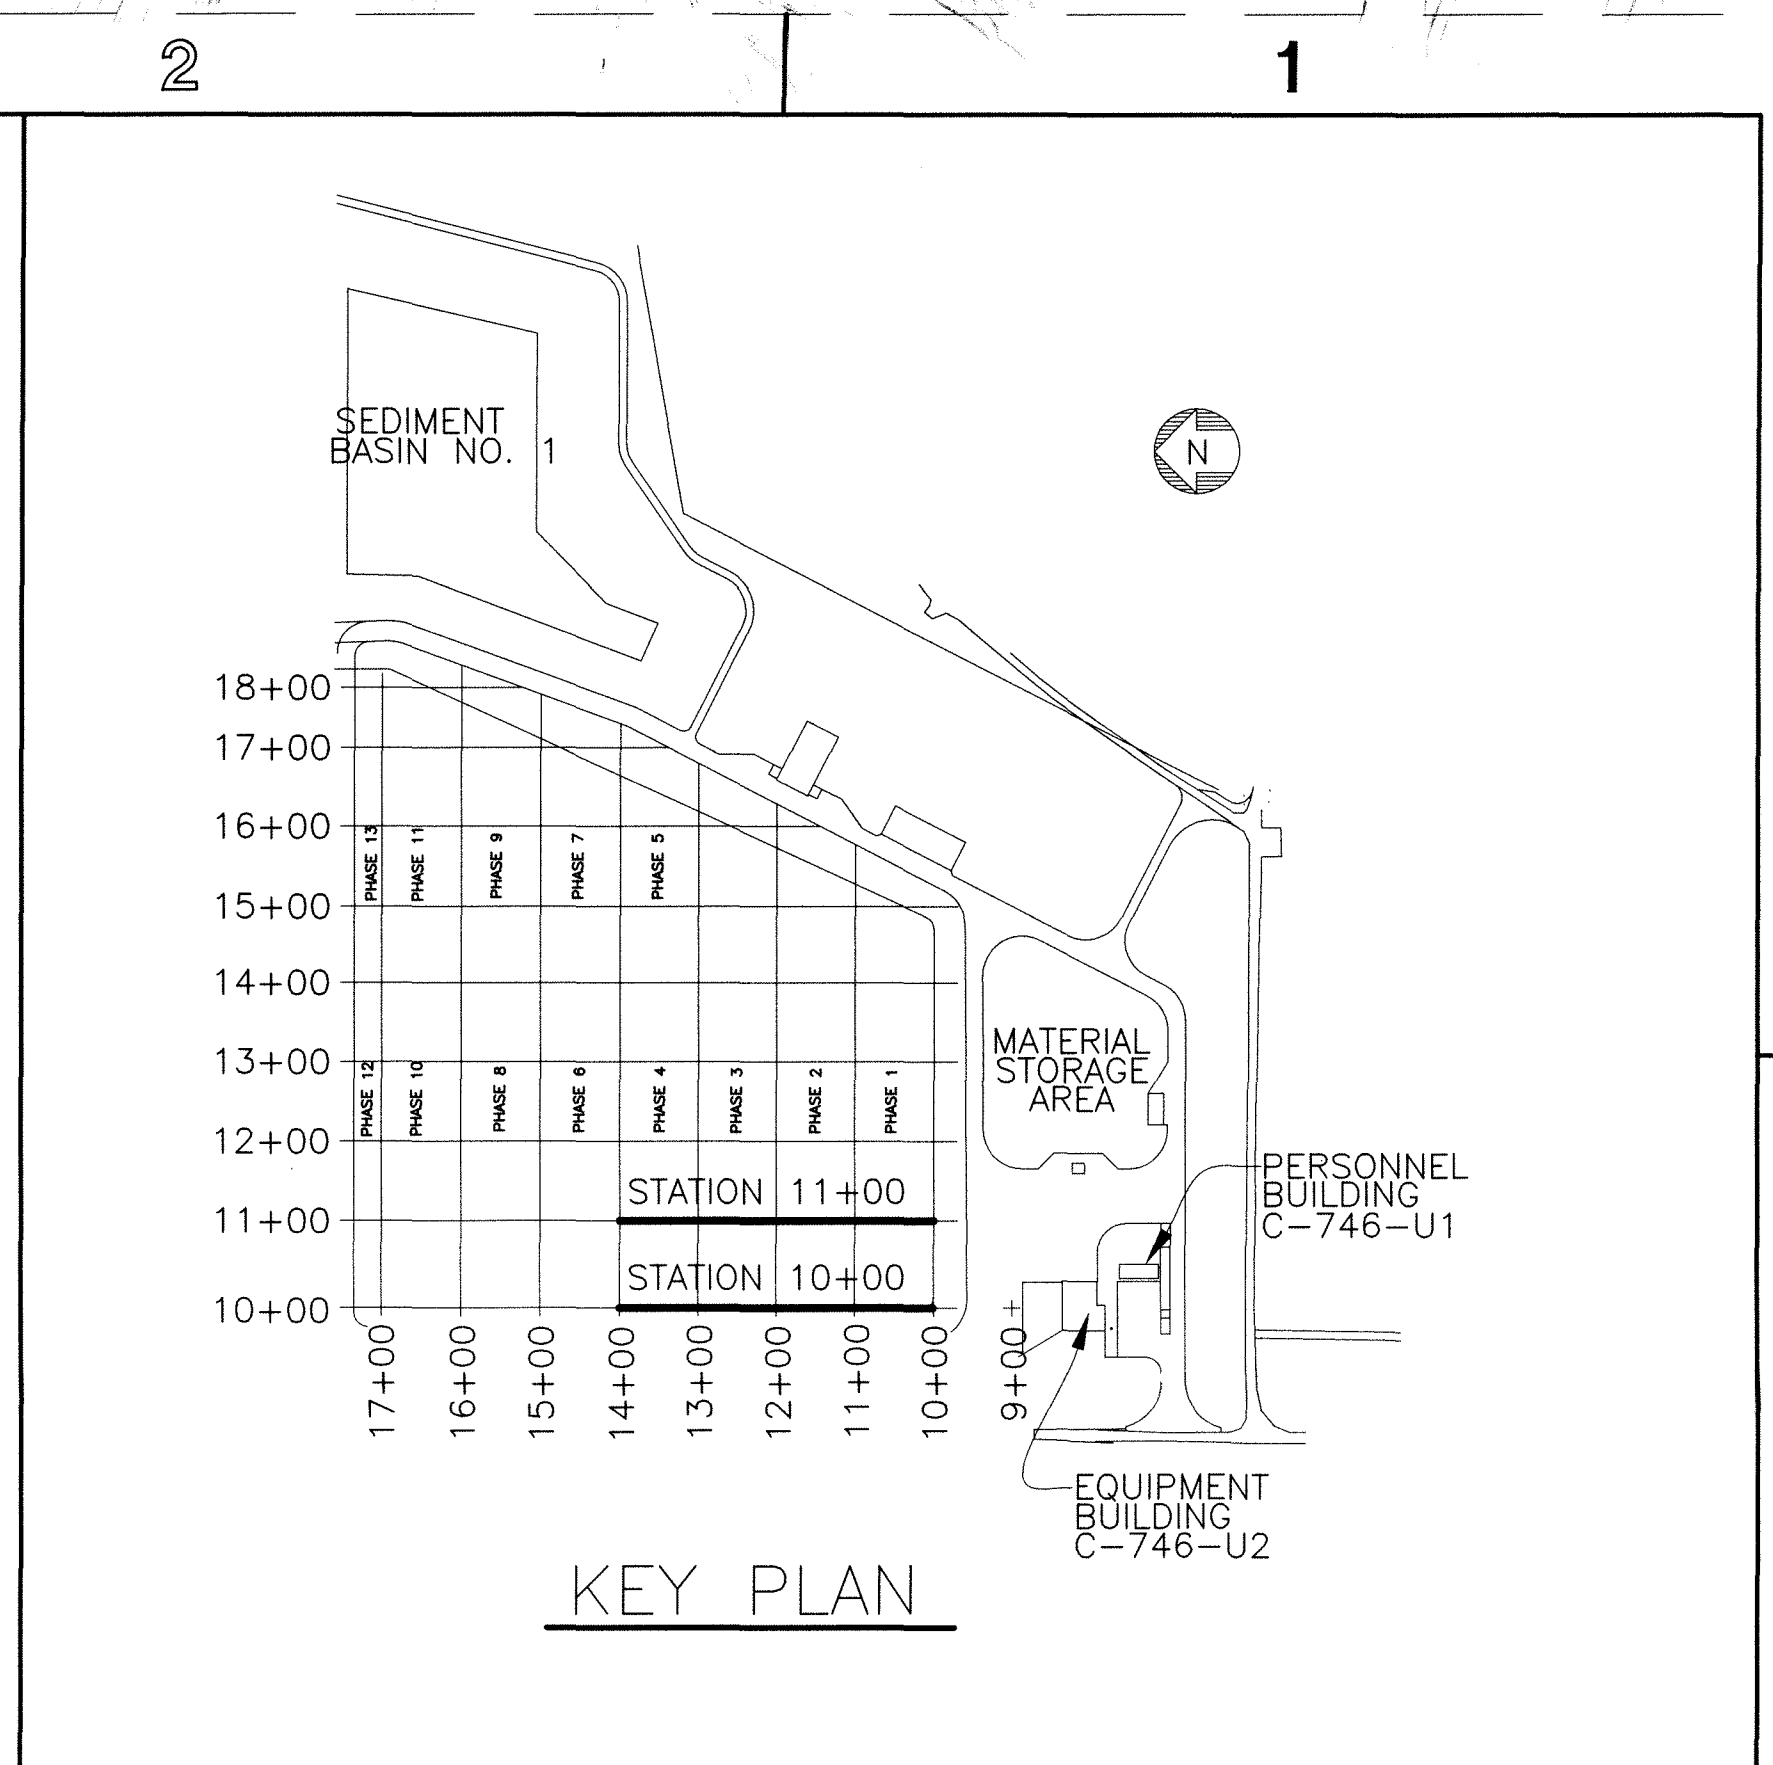 2
1
SEDIMENT
BASIN NO. 1
N
18+00
17+00
16+00
PHASE 13
PHASE 11
PHASE 9
PHASE 7
PHASE 5
15+00
14+00
13+00
MATERIAL
STORAGE
AREA
PHASE 12
PHASE 10
PHASE 8
PHASE 6
PHASE 4
PHASE 3
PHASE 2
PHASE 1
12+00
STATION 11+00
11+00
PERSONNEL
BUILDING
C-746-U1
STATION 10+00
10+00
17+00
16+00
15+00
14+00
13+00
12+00
11+00
10+00
9+00
EQUIPMENT
BUILDING
C-746-U2
KEY PLAN